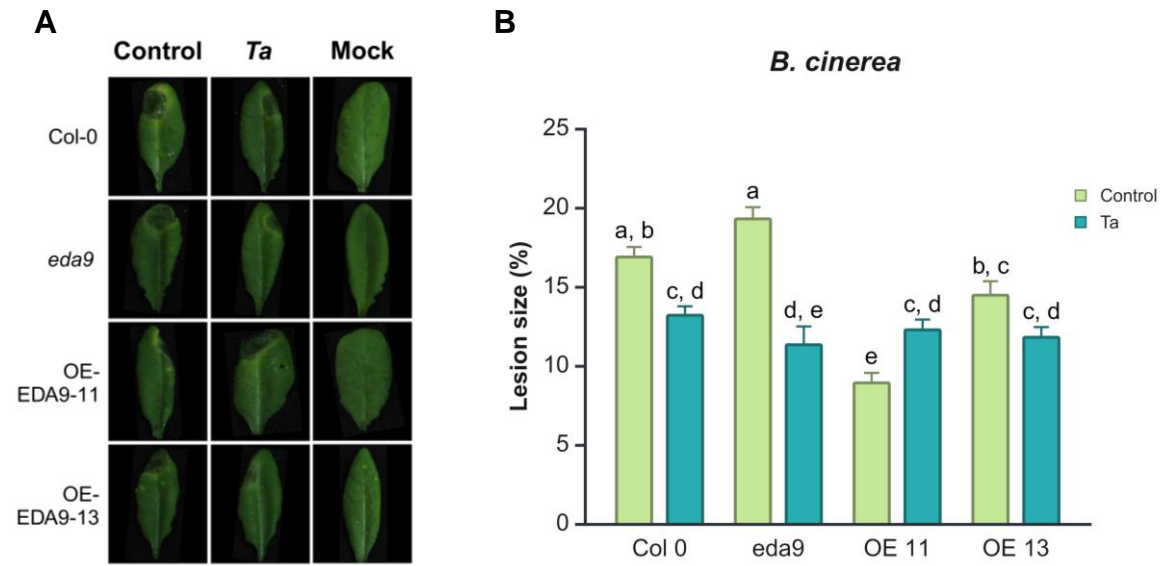 A
Control Ta Mock
Col-0
eda9
OE-
EDA9-11
OE-
EDA9-13
B
B. cinerea
Lesion size (%)
25
20
15
10
5
0
a, b
c, d
a
d, e
e
c, d
b, c
c, d
Col 0 eda9 OE 11 OE 13
Control
Ta